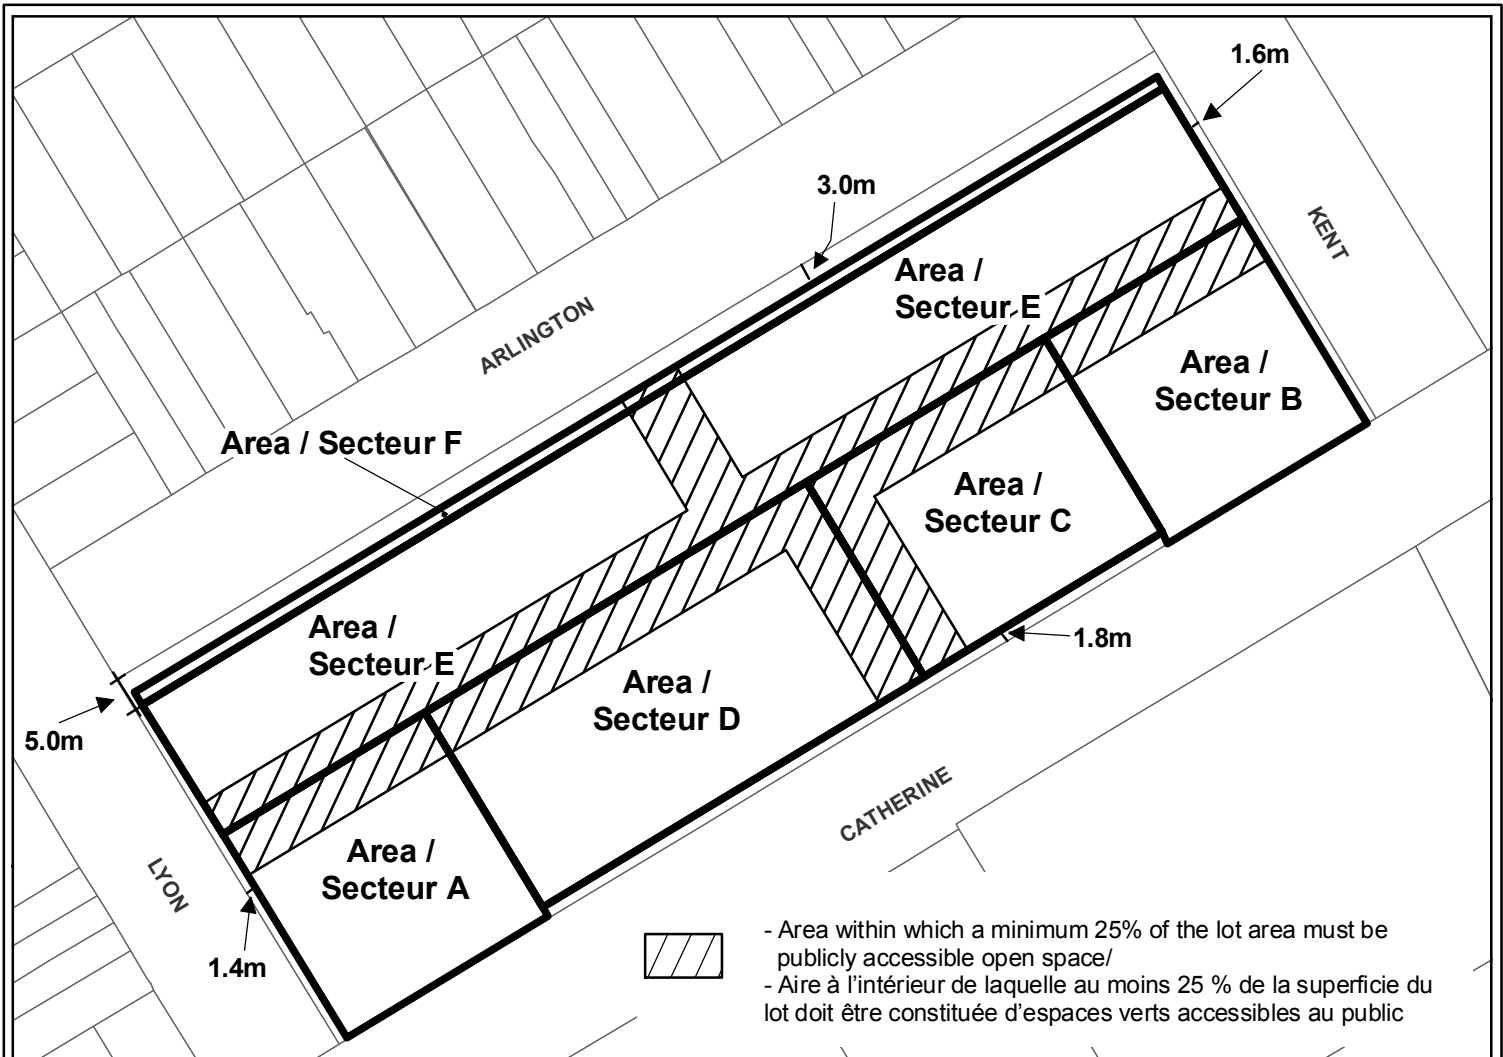 1.6m
3.0m
KENT
Area /
Secteur E
ARLINGTON
Area /
Secteur B
Area / Secteur F
Area /
Secteur C
Area /
Secteur E
1.8m
Area /
Secteur D
5.0m
CATHERINE
Area /
Secteur A
LYON
1.4m
- Area within which a minimum 25% of the lot area must be
publicly accessible open space/
- Aire à l'intérieur de laquelle au moins 25 % de la superficie du
lot doit être constituée d'espaces verts accessibles au public